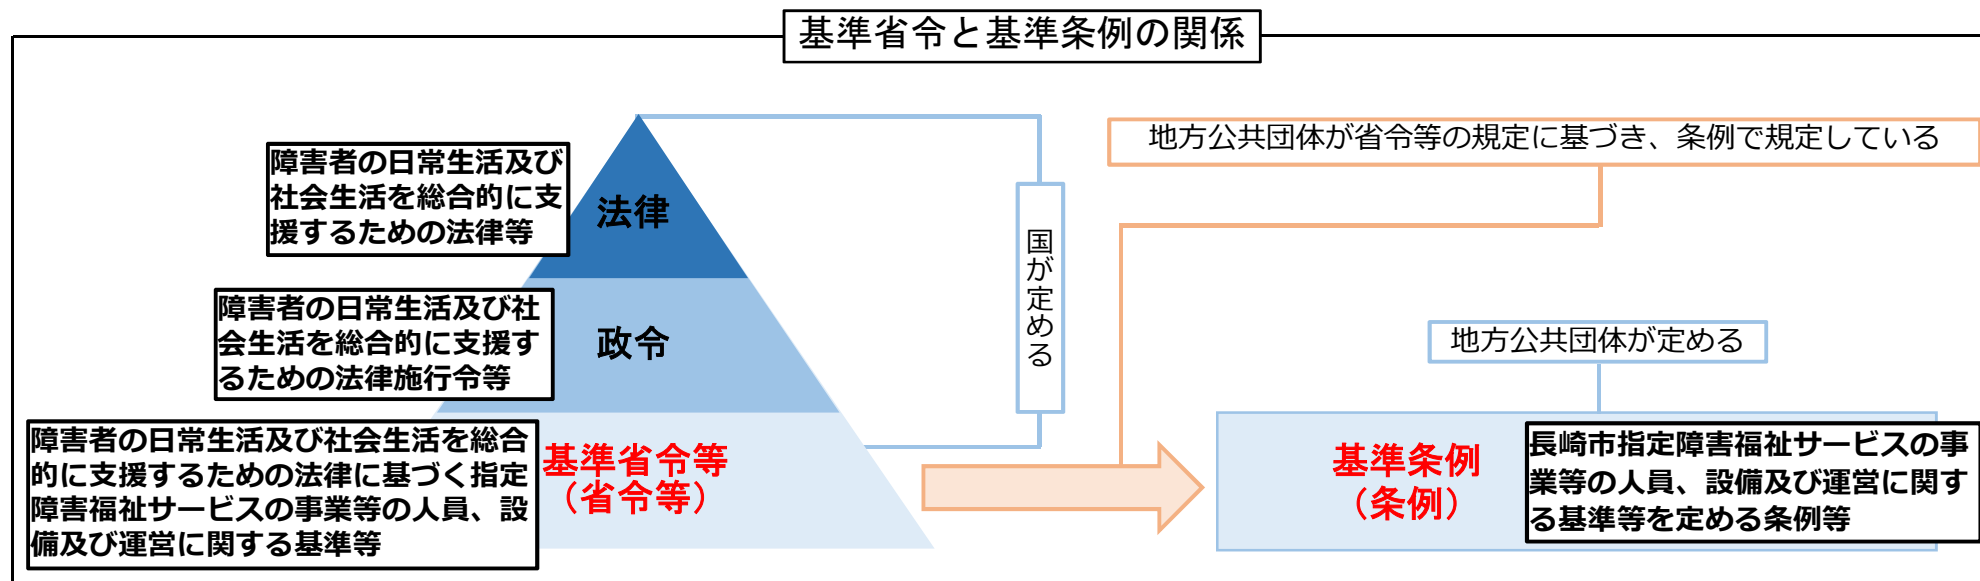 基準省令と基準条例の関係
障害者の日常生活及び
社会生活を総合的に支
援するための法律等
法律
障害者の日常生活及び社
会生活を総合的に支援す
るための法律施行令等
政令
障害者の日常生活及び社会生活を総合
的に支援するための法律に基づく指定
障害福祉サービスの事業等の人員、設
備及び運営に関する基準等
基準省令等
（省令等）
国が定める
地方公共団体が省令等の規定に基づき、条例で規定している
地方公共団体が定める
基準条例
（条例）
長崎市指定障害福祉サービスの事
業等の人員、設備及び運営に関す
る基準等を定める条例等